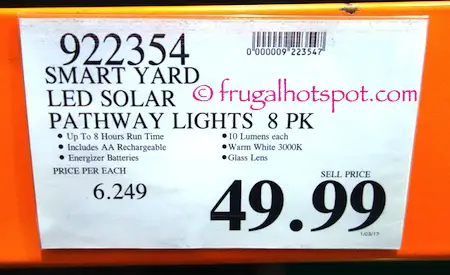 922354
0000009223547
SMART YARD
LED SOLAR
© frugalhotspot.com
PATHWAY LIGHTS 8 PK
• Up To 8 Hours Run Time
• Includes AA Rechargeable
Energizer Batteries
• 10 Lumens each
• Warm White 3000K
• Glass Lens
PRICE PER EACH
6.249
SELL PRICE
49.99